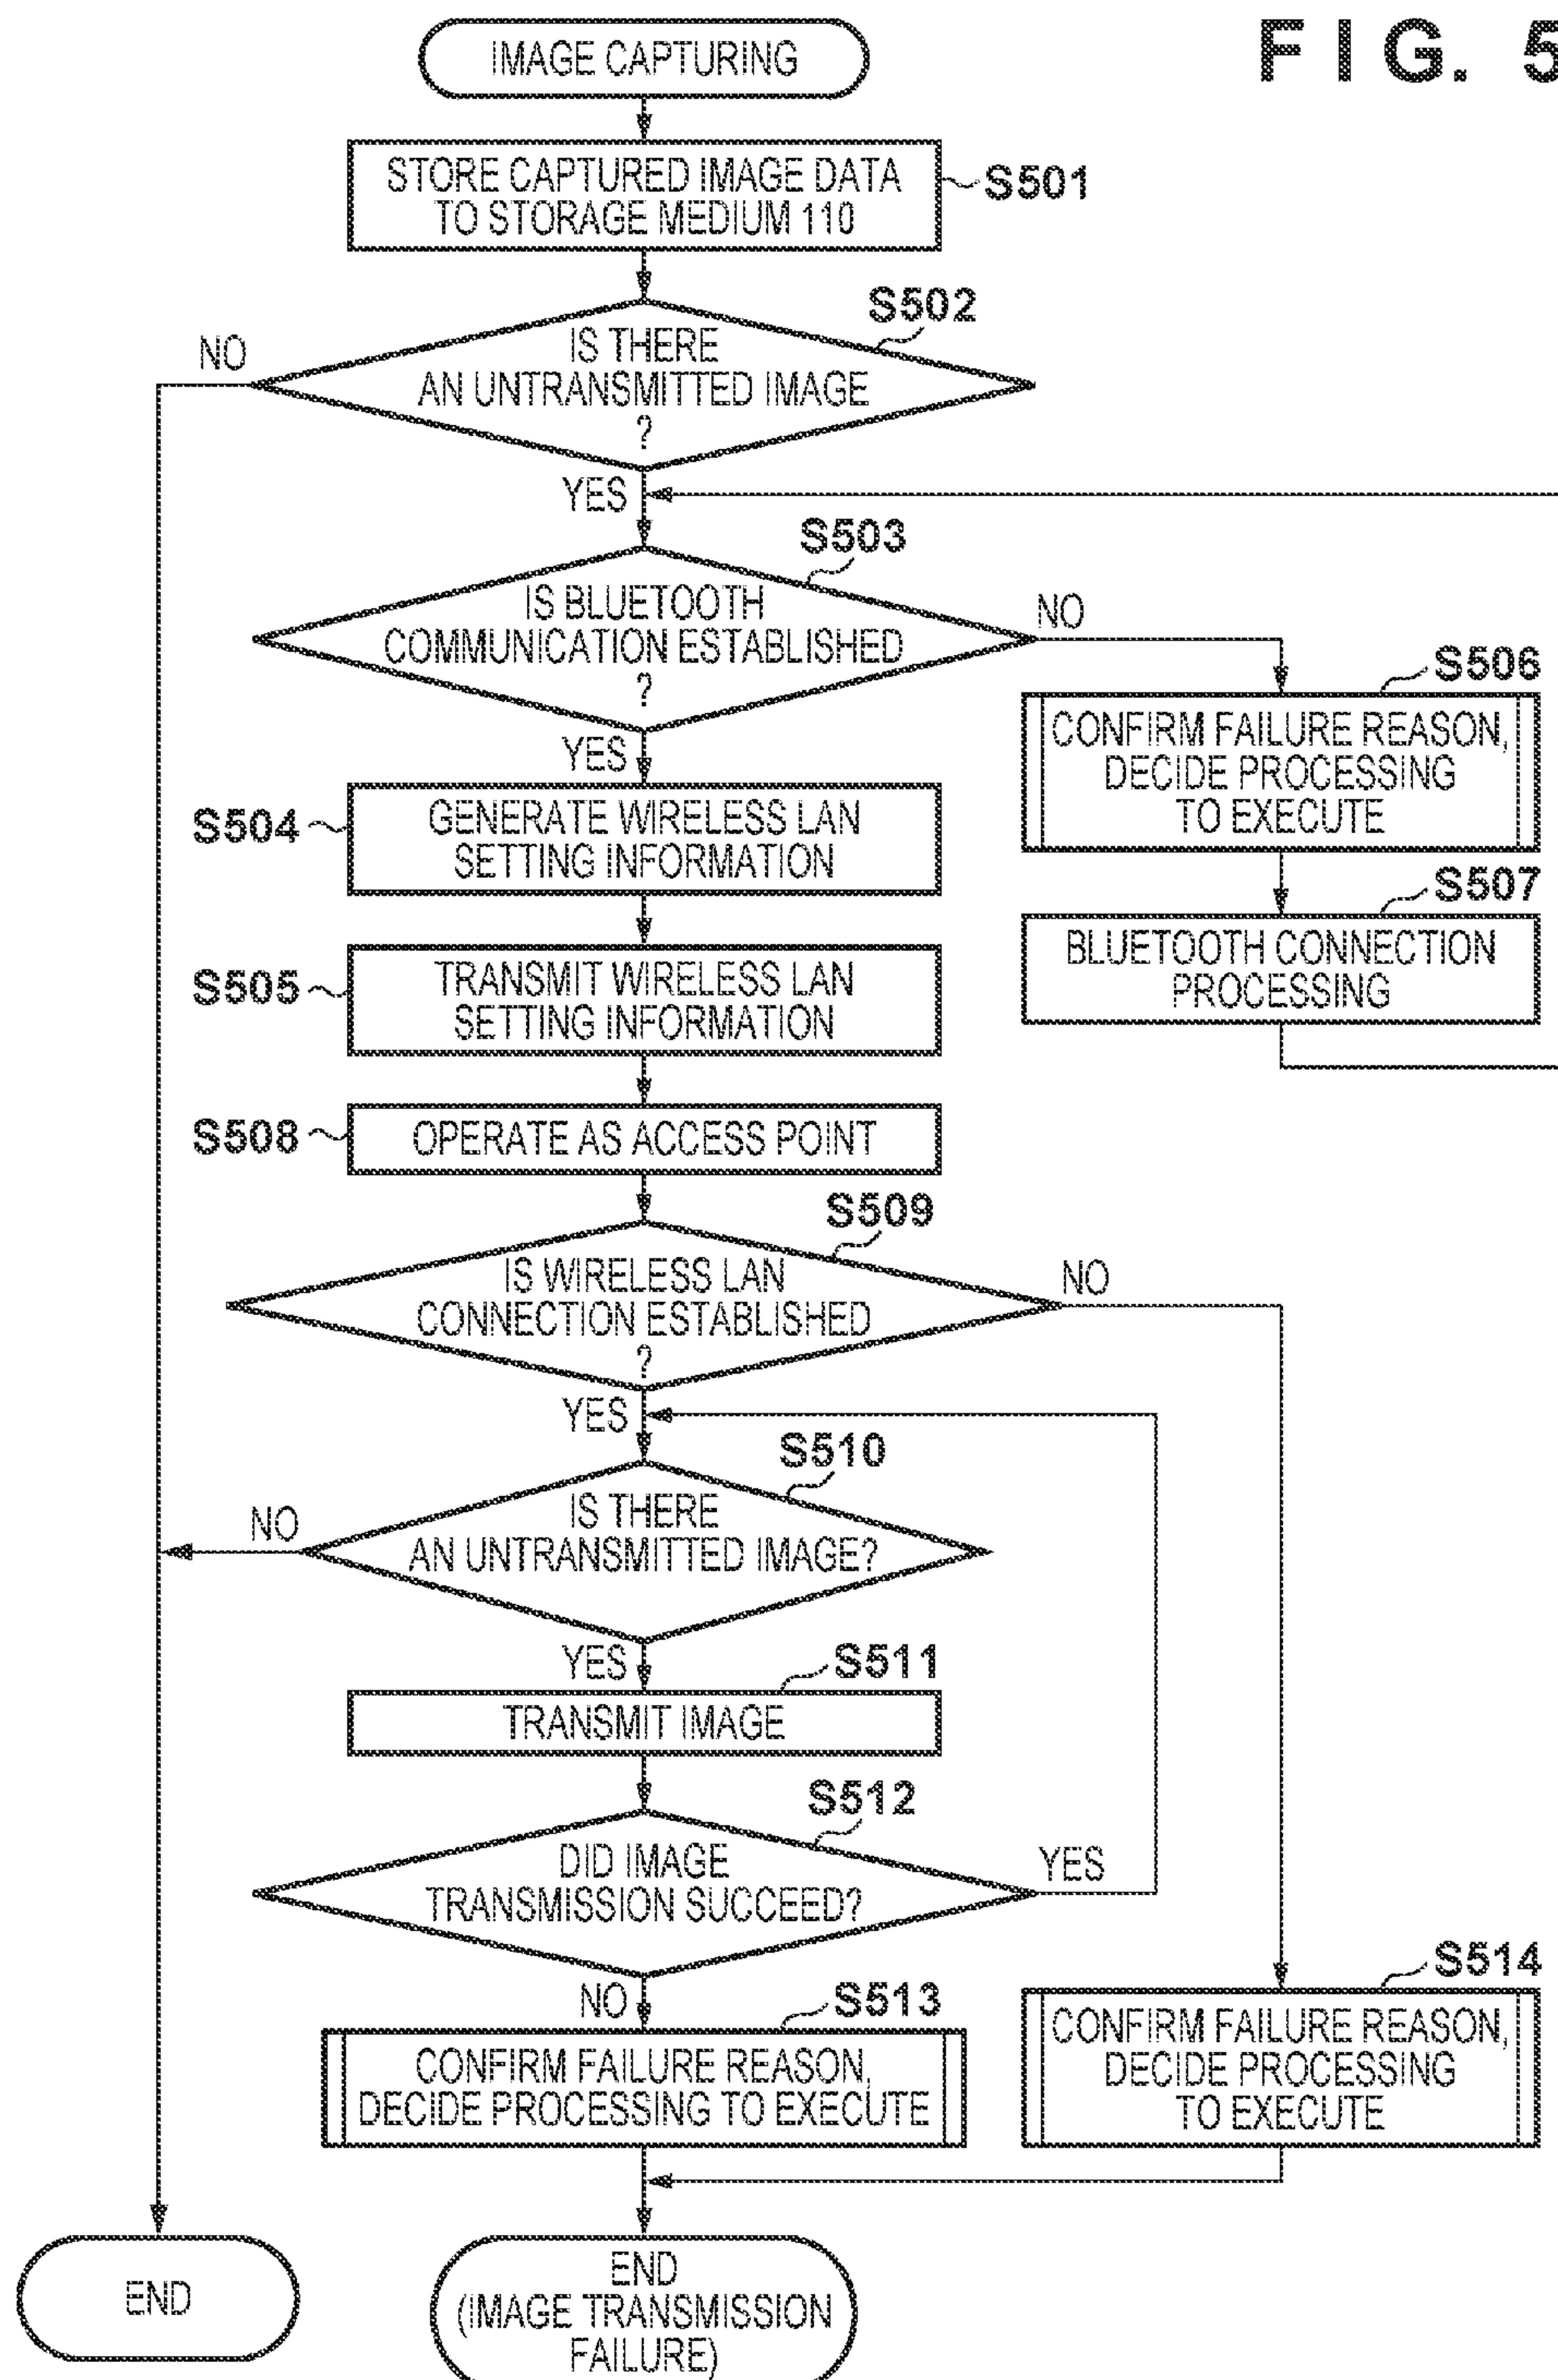 FIG. 5
IMAGE CAPTURING
STORE CAPTURED IMAGE DATA
TO STORAGE MEDIUM 110
S501
S502
IS THERE
AN UNTRANSMITTED IMAGE
?
NO
YES
S503
IS BLUETOOTH
COMMUNICATION ESTABLISHED
?
NO
YES
S506
CONFIRM FAILURE REASON,
DECIDE PROCESSING
TO EXECUTE
S504
GENERATE WIRELESS LAN
SETTING INFORMATION
S507
BLUETOOTH CONNECTION
PROCESSING
S505
TRANSMIT WIRELESS LAN
SETTING INFORMATION
S508
OPERATE AS ACCESS POINT
S509
IS WIRELESS LAN
CONNECTION ESTABLISHED
?
NO
YES
S510
IS THERE
AN UNTRANSMITTED IMAGE?
NO
YES
S511
TRANSMIT IMAGE
S512
DID IMAGE
TRANSMISSION SUCCEED?
YES
NO
S513
CONFIRM FAILURE REASON,
DECIDE PROCESSING TO EXECUTE
S514
CONFIRM FAILURE REASON,
DECIDE PROCESSING
TO EXECUTE
END
END
(IMAGE TRANSMISSION
FAILURE)